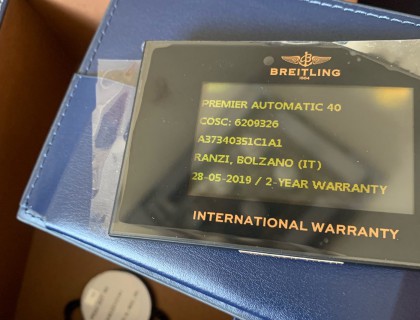 BREITLING
1884
PREMIER AUTOMATIC 40
COSC: 6209326
A37340351C1A1
RANZI, BOLZANO (IT)
28-05-2019 / 2-YEAR WARRANTY
INTERNATIONAL WARRANTY